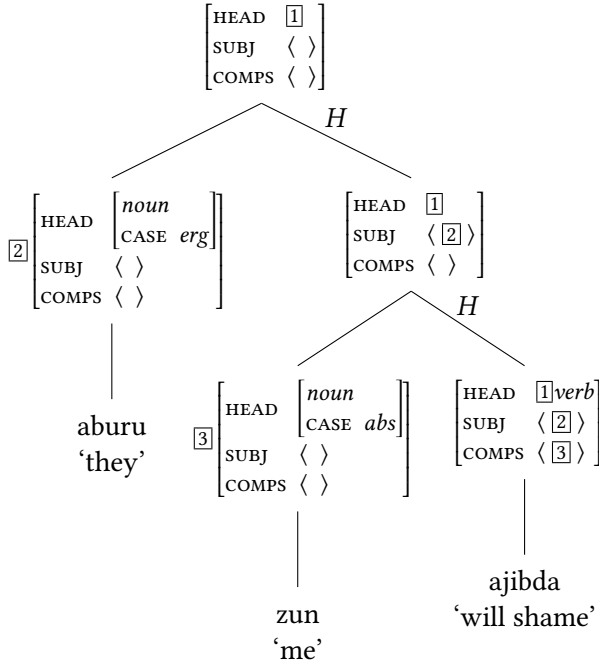 HEAD 1
SUBJ ⟨ ⟩
COMPS ⟨ ⟩
H
2 HEAD noun
CASE erg
SUBJ ⟨ ⟩
COMPS ⟨ ⟩
HEAD 1
SUBJ ⟨ 2 ⟩
COMPS ⟨ ⟩
H
aburu
‘they’
3 HEAD noun
CASE abs
SUBJ ⟨ ⟩
COMPS ⟨ ⟩
HEAD 1 verb
SUBJ ⟨ 2 ⟩
COMPS ⟨ 3 ⟩
zun
‘me’
ajibda
‘will shame’